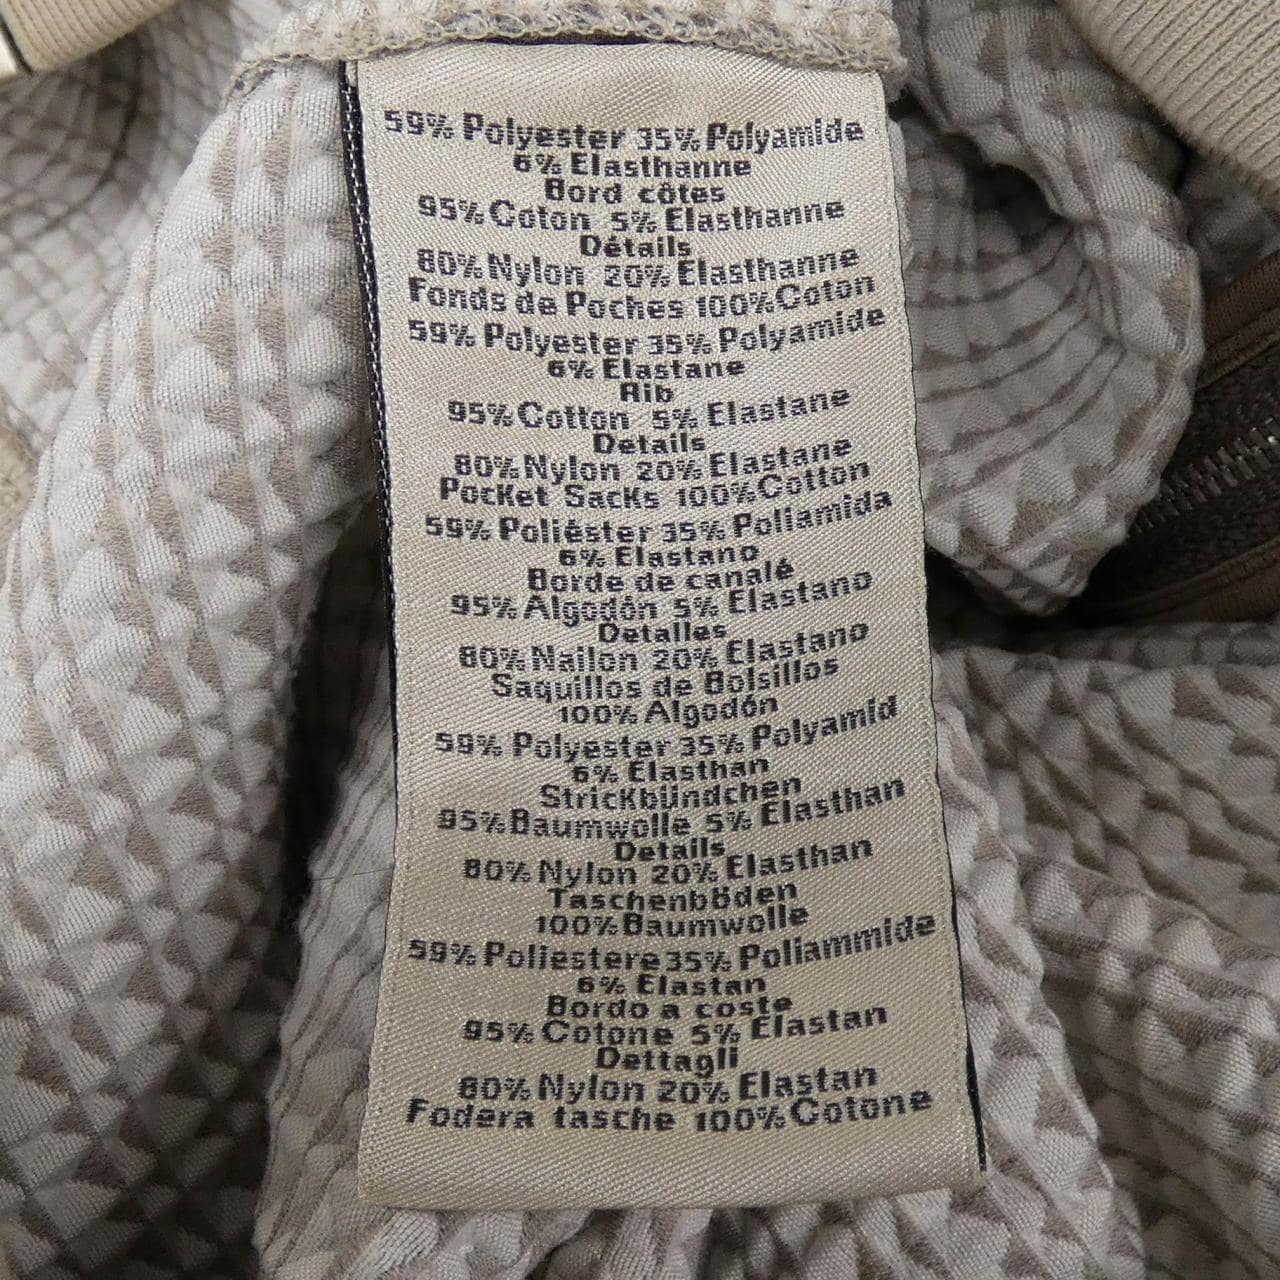 59% Polyester 35% Polyamide
6% Elasthanne
Bord côtes
95% Coton 5% Elasthanne
Détails
80% Nylon 20% Elasthanne
Fonds de Poches 100% Coton
59% Polyester 35% Polyamide
6% Elastane
Rib
95% Cotton 5% Elastane
Details
80% Nylon 20% Elastane
Pocket Sacks 100% Cotton
59% Poliéster 35% Poliamida
6% Elastano
Borde de canalé
95% Algodón 5% Elastano
Detalles
80% Nailon 20% Elastano
Saquillos de Bolsillos
100% Algodón
59% Polyester 35% Polyamid
6% Elasthan
Strickbündchen
95% Baumwolle 5% Elasthan
Details
80% Nylon 20% Elasthan
Taschenböden
100% Baumwolle
59% Poliestere 35% Poliammide
6% Elastan
Bordo a coste
95% Cotone 5% Elastan
Dettagli
80% Nylon 20% Elastan
Fodera tasche 100% Cotone